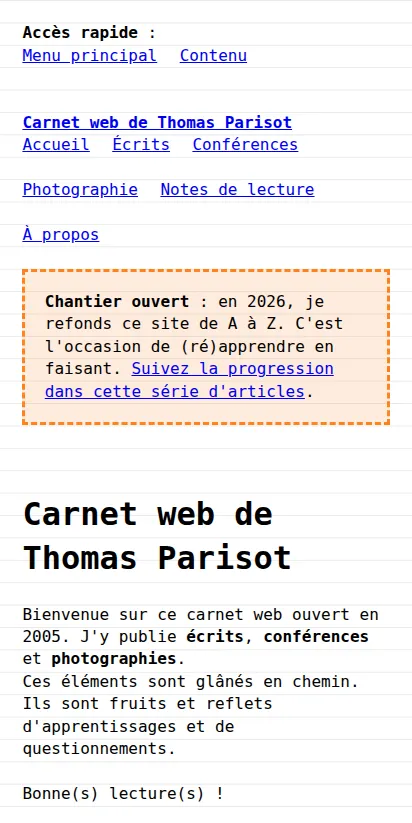 Accès rapide :
Menu principal Contenu
Carnet web de Thomas Parisot
Accueil Écrits Conférences
Photographie Notes de lecture
À propos
Chantier ouvert : en 2026, je
refonds ce site de A à Z. C'est
l'occasion de (ré)apprendre en
faisant. Suivez la progression
dans cette série d'articles.
Carnet web de
Thomas Parisot
Bienvenue sur ce carnet web ouvert en
2005. J'y publie écrits, conférences
et photographies.
Ces éléments sont glânés en chemin.
Ils sont fruits et reflets
d'apprentissages et de
questionnements.
Bonne(s) lecture(s) !